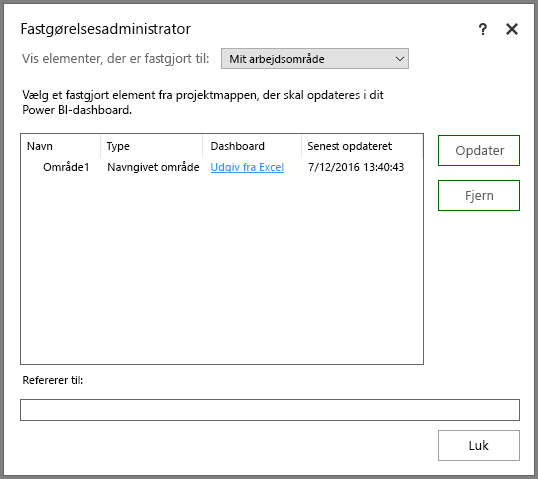 Fastgørelsesadministrator ?
Vis elementer, der er fastgjort til: Mit arbejdsområde
Vælg et fastgjort element fra projektmappen, der skal opdateres i dit
Power BI-dashboard.
Navn Type Dashboard Senest opdateret
Område1 Navngivet område Udgiv fra Excel 7/12/2016 13:40:43
Opdater
Fjern
Refererer til:
Luk